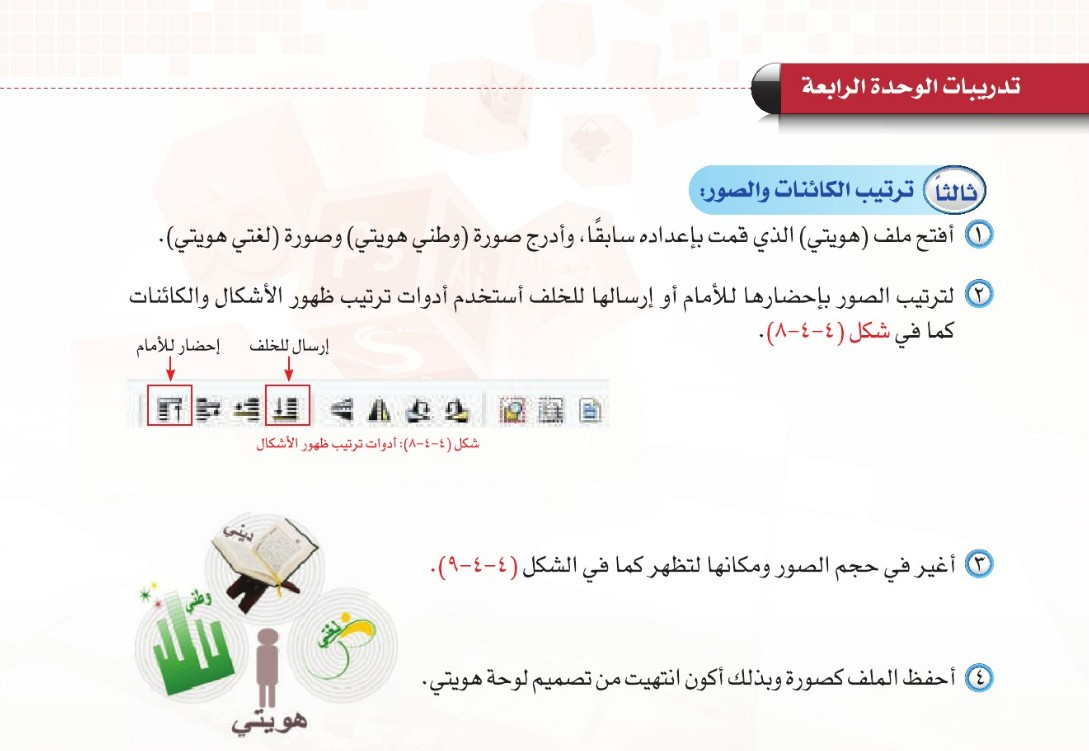 تدريبات الوحدة الرابعة
ثالثاً ترتيب الكائنات والصور:
١ أفتح ملف (هويتي) الذي قمت بإعداده سابقًا، وأدرج صورة (وطني هويتي) وصورة (لغتي هويتي).
٢ لترتيب الصور بإحضارها للأمام أو إرسالها للخلف أستخدم أدوات ترتيب ظهور الأشكال والكائنات
كما في شكل (٤-٤-٨).
إرسال للخلف إحضار للأمام
شكل (٤-٤-٨): أدوات ترتيب ظهور الأشكال
٣ أغير في حجم الصور ومكانها لتظهر كما في الشكل (٤-٤-٩).
ديني
وطني
لغتي
٤ أحفظ الملف كصورة وبذلك أكون انتهيت من تصميم لوحة هويتي.
هويتي